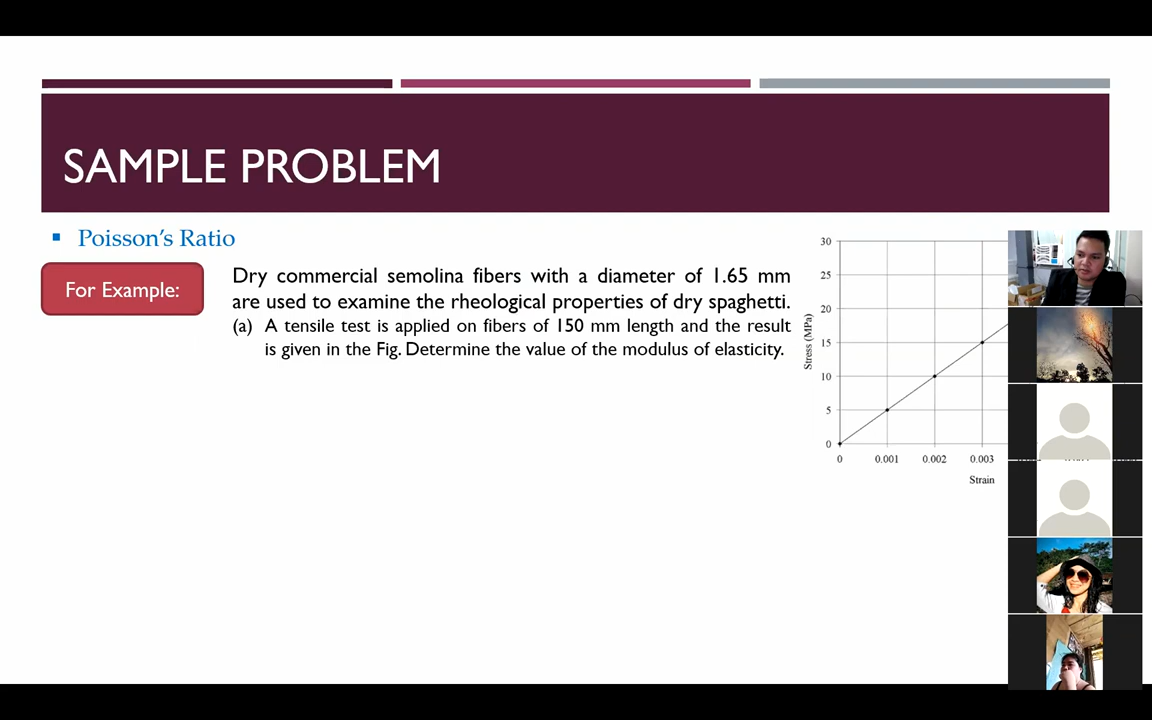 SAMPLE PROBLEM
▪ Poisson's Ratio
For Example:
Dry commercial semolina fibers with a diameter of 1.65 mm
are used to examine the rheological properties of dry spaghetti.
(a) A tensile test is applied on fibers of 150 mm length and the result
is given in the Fig. Determine the value of the modulus of elasticity.
30
25
20
15
10
5
0
Stress (MPa)
0 0.001 0.002 0.003
Strain